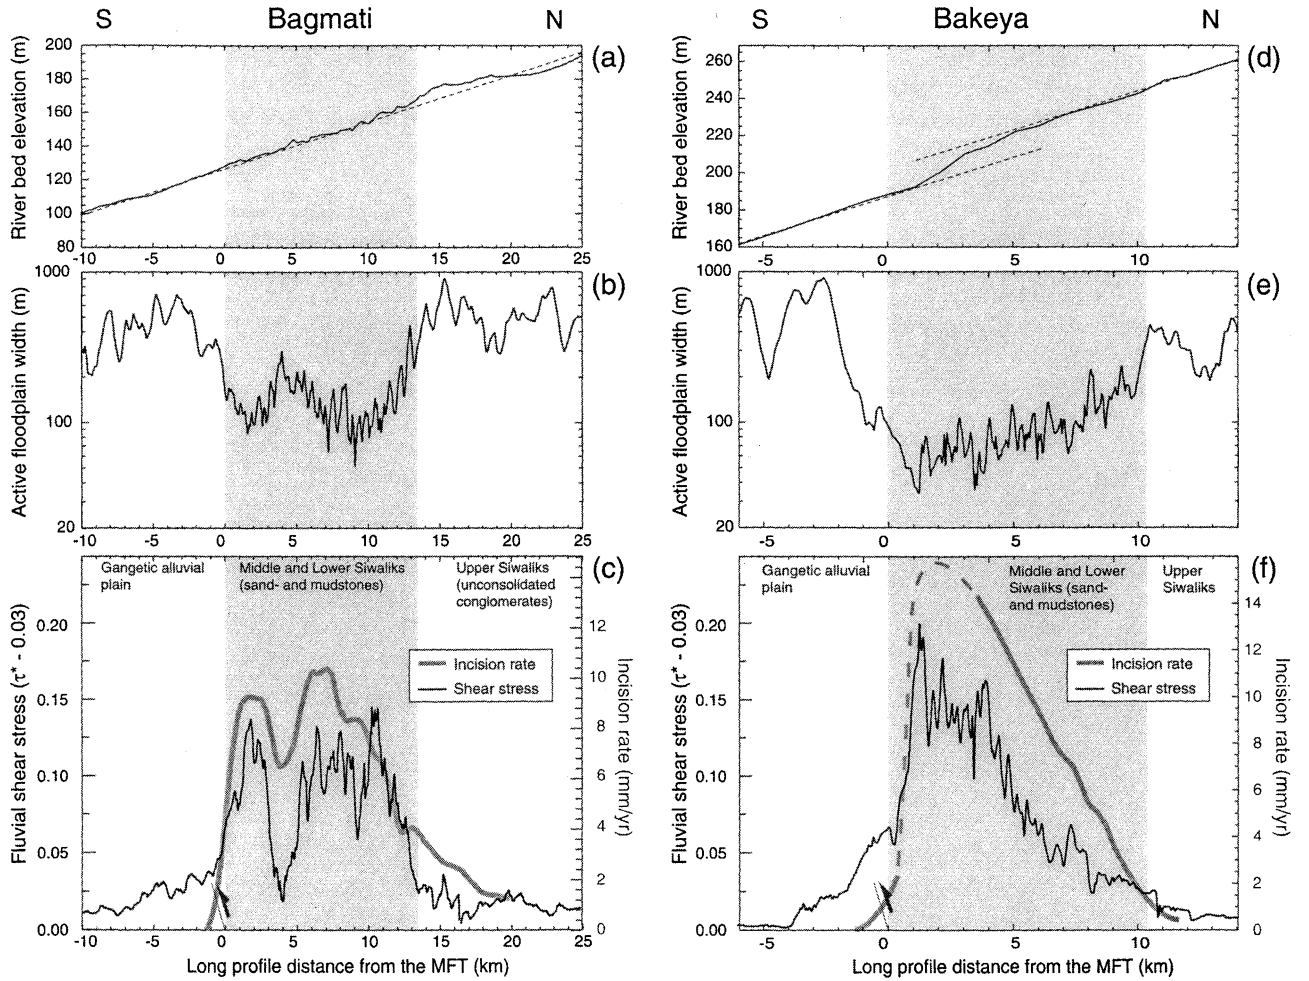 S Bagmati N
River bed elevation (m)
200
180
160
140
120
100
80
(a)
-10 -5 0 5 10 15 20 25
Active floodplain width (m)
1000
100
20
(b)
-10 -5 0 5 10 15 20 25
Fluvial shear stress (τ* - 0.03)
0.20
0.15
0.10
0.05
0.00
Gangetic alluvial
plain
Middle and Lower Siwaliks
(sand- and mudstones)
Upper Siwaliks
(unconsolidated
conglomerates)
(c)
Incision rate
Shear stress
12
10
8
6
4
2
0
Incision rate (mm/yr)
-10 -5 0 5 10 15 20 25
Long profile distance from the MFT (km)
S Bakeya N
River bed elevation (m)
260
240
220
200
180
160
(d)
-5 0 5 10
Active floodplain width (m)
1000
100
20
(e)
-5 0 5 10
Fluvial shear stress (τ* - 0.03)
0.20
0.15
0.10
0.05
0.00
Gangetic alluvial
plain
Middle and Lower
Siwaliks (sand-
and mudstones)
Upper
Siwaliks
(f)
Incision rate
Shear stress
14
12
10
8
6
4
2
0
Incision rate (mm/yr)
-5 0 5 10
Long profile distance from the MFT (km)